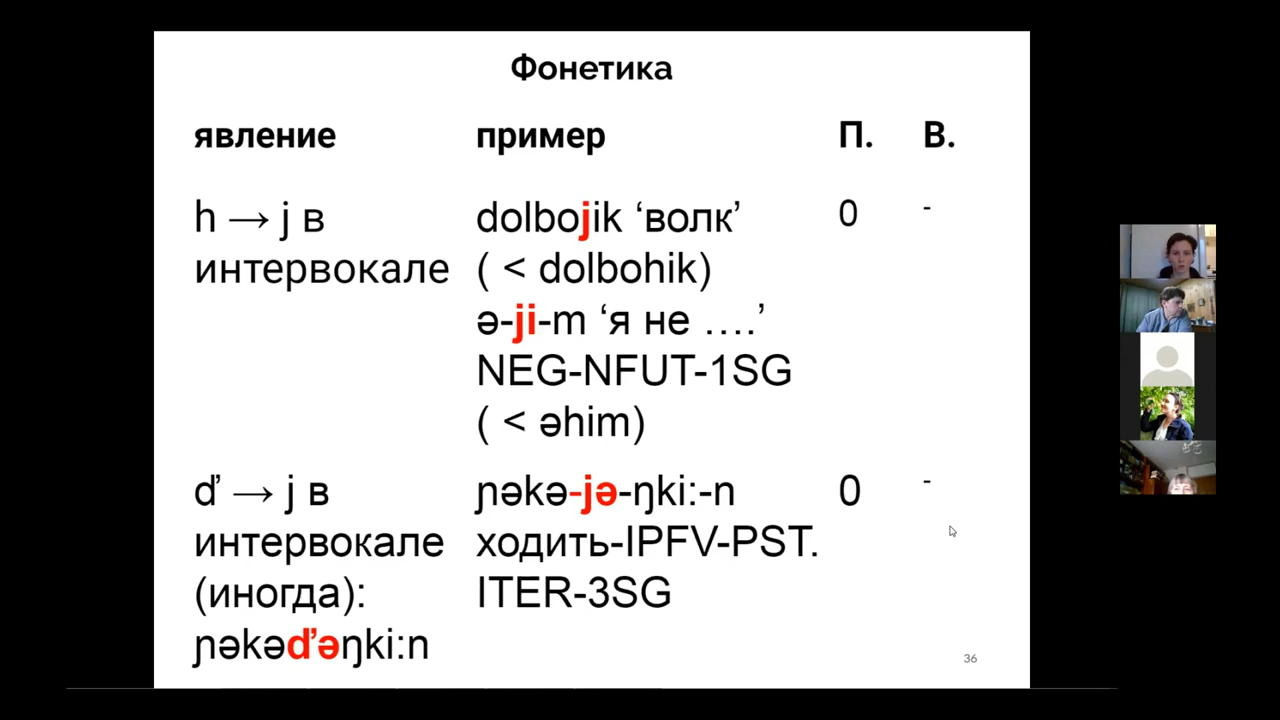 Фонетика
явление пример П. В.
h → j в dolbojik ‘волк’ 0 -
интервокале ( < dolbohik)
ə-ji-m ‘я не ….’
NEG-NFUT-1SG
( < əhim)
ď → j в ɲəkə-jə-ŋki:-n 0 -
интервокале ходить-IPFV-PST.
(иногда): ITER-3SG
ɲəkəďəŋki:n
36